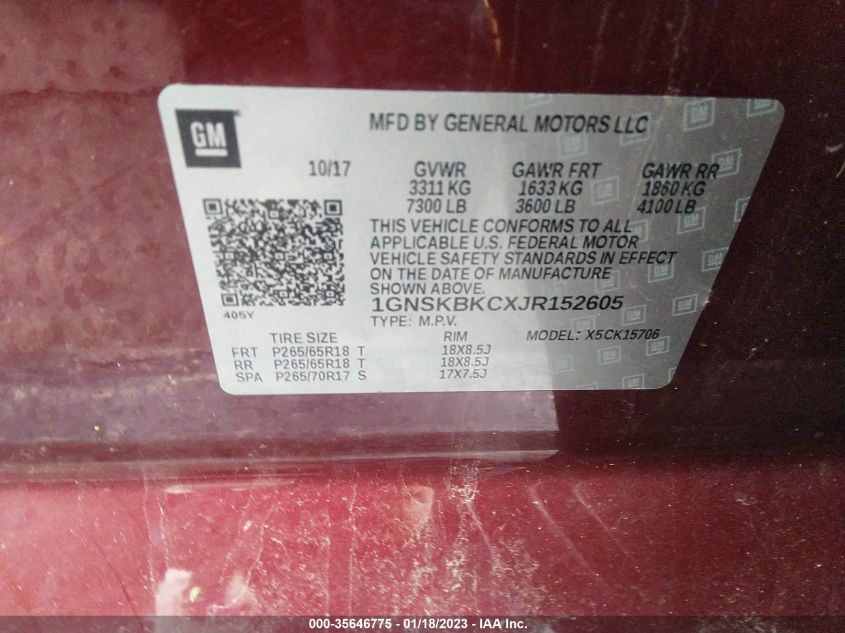 GM
MFD BY GENERAL MOTORS LLC
10/17 GVWR GAWR FRT GAWR RR
3311 KG 1633 KG 1860 KG
7300 LB 3600 LB 4100 LB
THIS VEHICLE CONFORMS TO ALL
APPLICABLE U.S. FEDERAL MOTOR
VEHICLE SAFETY STANDARDS IN EFFECT
ON THE DATE OF MANUFACTURE
SHOWN ABOVE.
405Y
1GNSKBKCXJR152605
TYPE: M.P.V. MODEL: X5CK15706
TIRE SIZE RIM
FRT P265/65R18 T 18X8.5J
RR P265/65R18 T 18X8.5J
SPA P265/70R17 S 17X7.5J
000-35646775 - 01/18/2023 - IAA Inc.